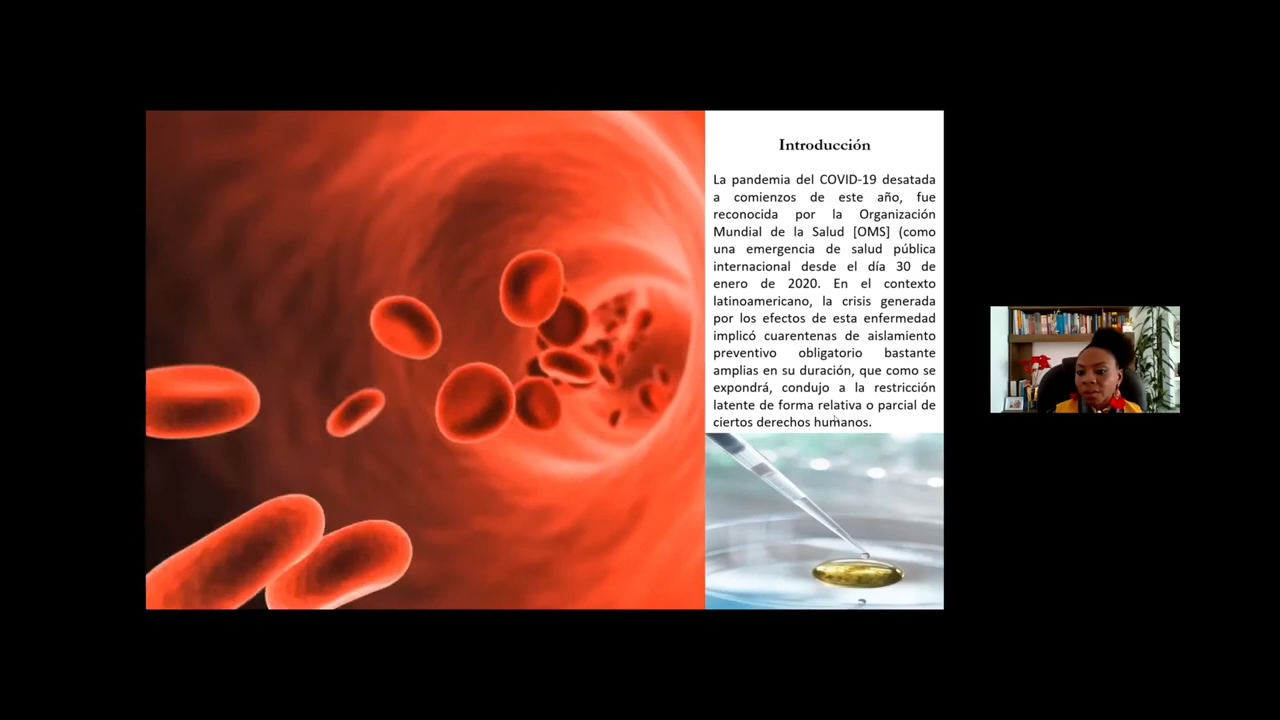 Introducción
La pandemia del COVID-19 desatada
a comienzos de este año, fue
reconocida por la Organización
Mundial de la Salud [OMS] (como
una emergencia de salud pública
internacional desde el día 30 de
enero de 2020. En el contexto
latinoamericano, la crisis generada
por los efectos de esta enfermedad
implicó cuarentenas de aislamiento
preventivo obligatorio bastante
amplias en su duración, que como se
expondrá, condujo a la restricción
latente de forma relativa o parcial de
ciertos derechos humanos.